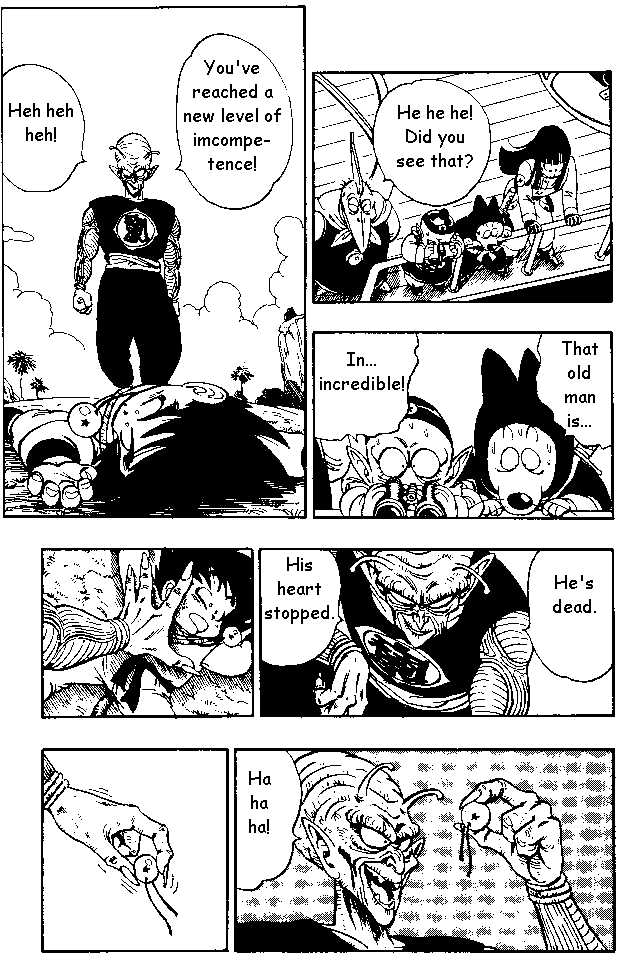 You've
reached a
new level of
imcompe-
tence!
Heh heh
heh!
He he he!
Did you
see that?
In...
incredible!
That
old
man
is...
His
heart
stopped.
He's
dead.
Ha
ha
ha!